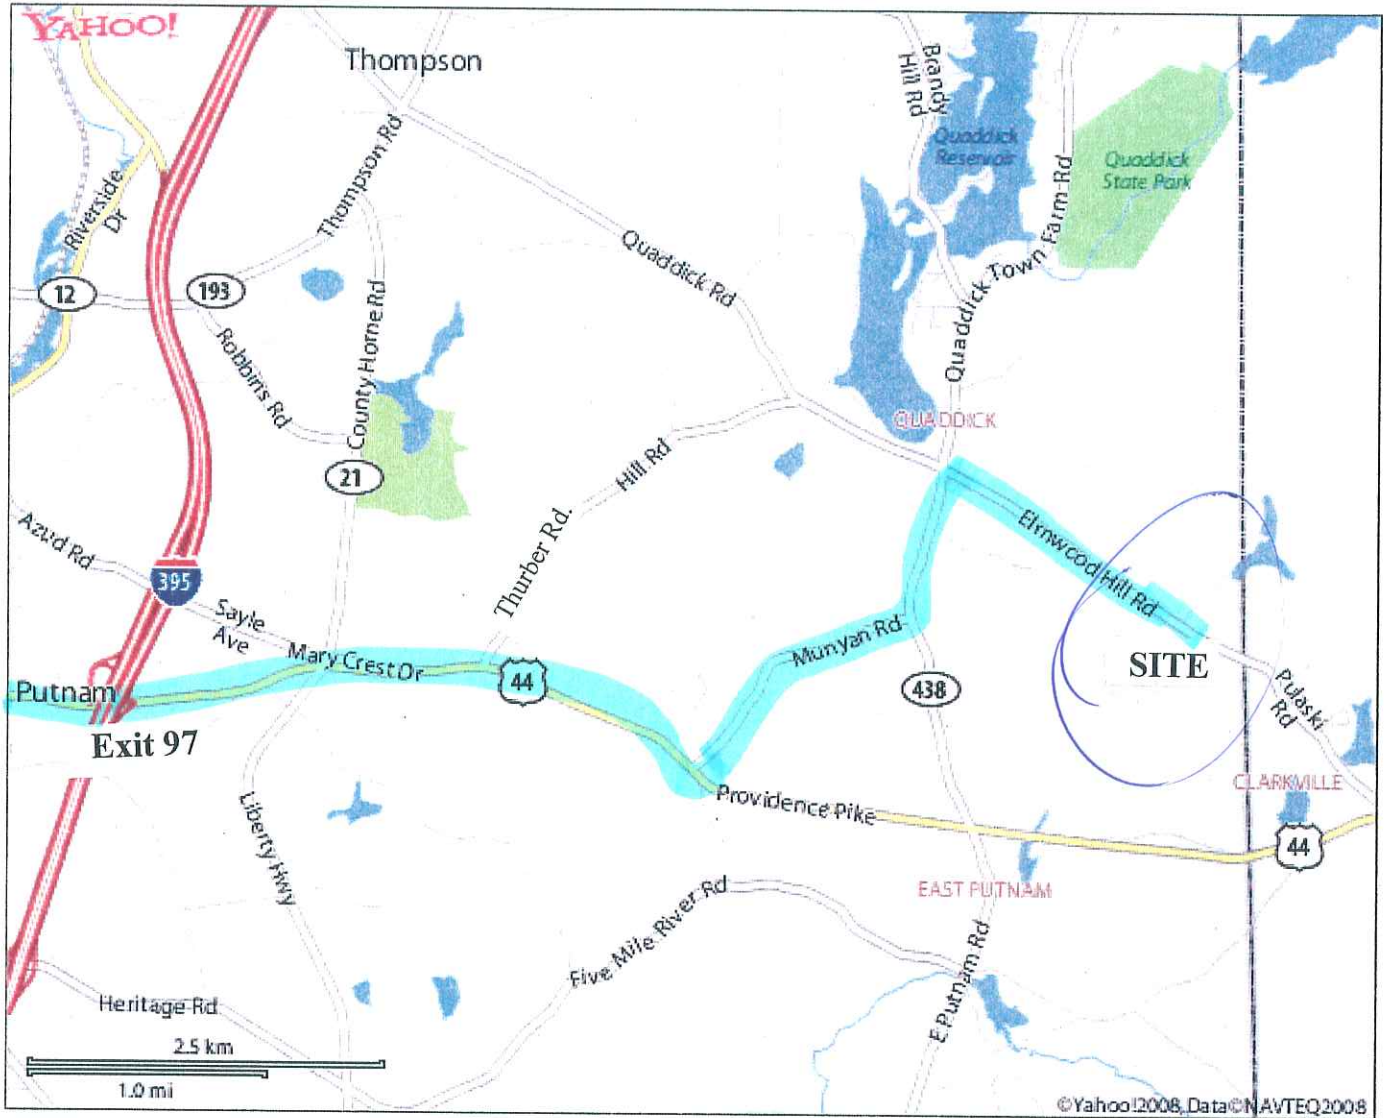 YAHOO!
Thompson
Brandy
Hill Rd
Quaddick
Reservoir
Quaddick
State Park
Thompson Rd
Riverside
Dr
Quaddick Rd
Quaddick Town Farm Rd
12
193
Robbins Rd
County Home Rd
QUADDICK
Hill Rd
21
Thurber Rd.
Elmwood Hill Rd
Azud Rd
395
Sayle
Ave
Mary Crest Dr
Munyan Rd
SITE
44
438
Putnam
Pulaski
Rd
Exit 97
CLARKVILLE
Providence Pike
Liberty Hwy
44
EAST PUTNAM
Five Mile River Rd
E Putnam Rd
Heritage Rd
2.5 km
1.0 mi
©Yahoo!2008, Data©NAVTEQ2008